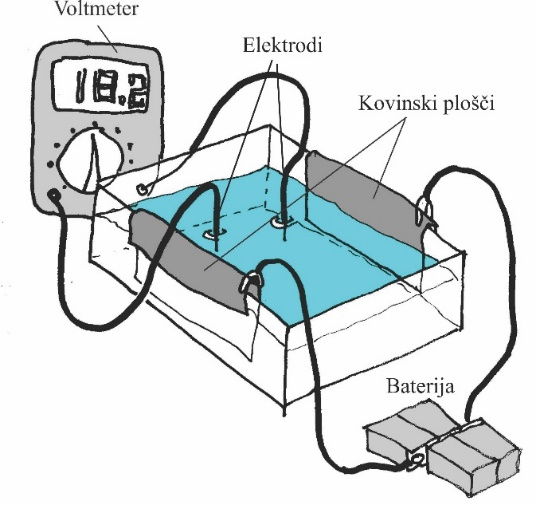 Voltmeter
Elektrodi
18.2
Kovinski plošči
Baterija